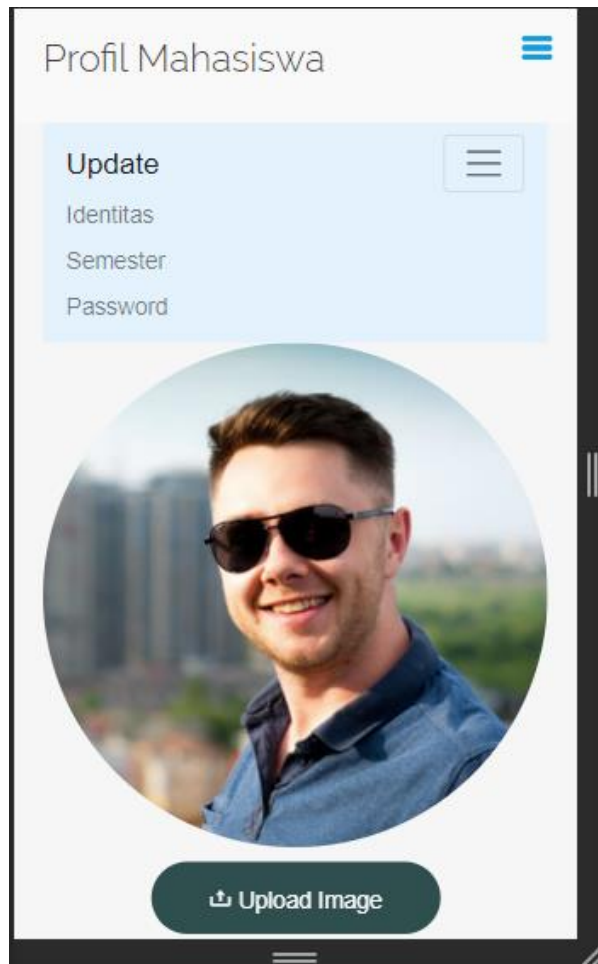 Profil Mahasiswa
Update
Identitas
Semester
Password
Upload Image